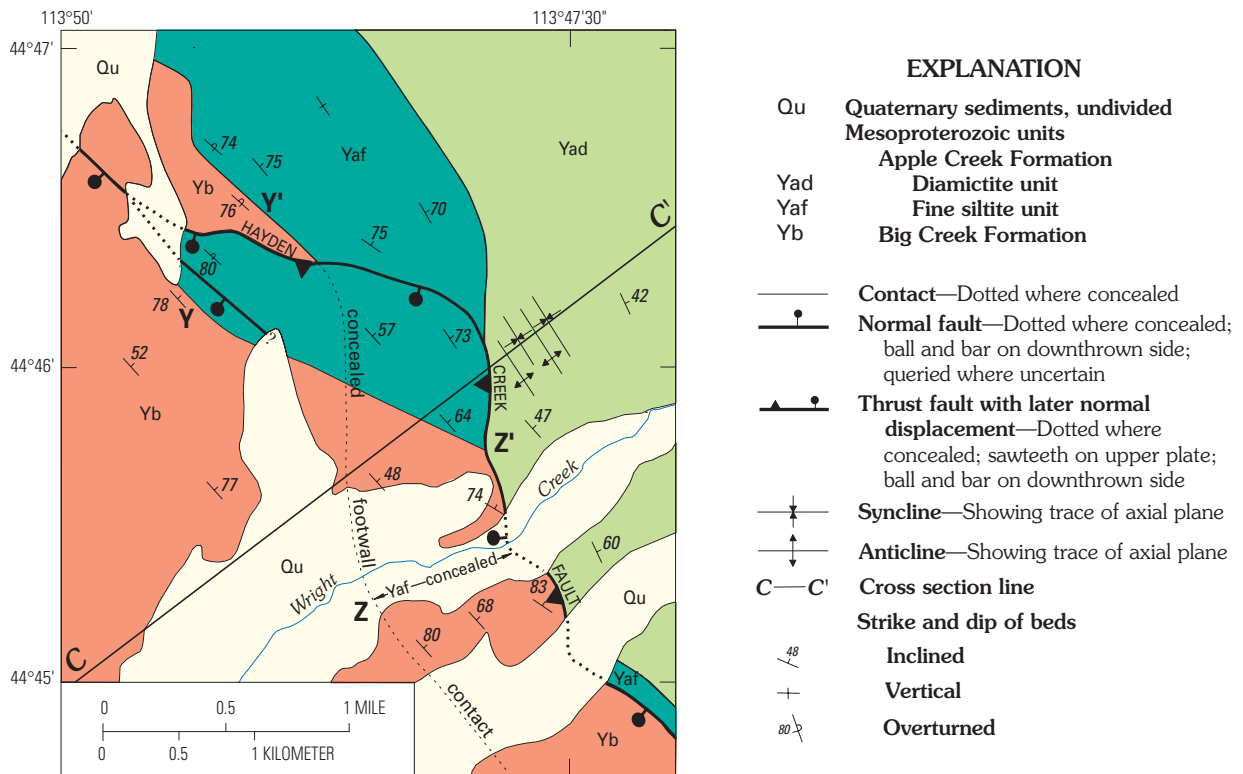 113°50'
113°47'30"
44°47'
Qu
74
75
Yaf
Yad
Yb
76
Y'
70
C'
HAYDEN
75
80
?
?
?
?
78
Y
57
73
42
concealed
52
44°46'
CREEK
Yb
64
47
Z'
48
77
74
Creek
footwall
60
Qu
Yaf—concealed
FAULT
Wright
83
Z
68
Qu
80
C
44°45'
contact
Yaf
Yb
0 0.5 1 MILE
0 0.5 1 KILOMETER
EXPLANATION
Qu Quaternary sediments, undivided
Mesoproterozoic units
Apple Creek Formation
Yad Diamictite unit
Yaf Fine siltite unit
Yb Big Creek Formation
Contact—Dotted where concealed
Normal fault—Dotted where concealed;
ball and bar on downthrown side;
queried where uncertain
Thrust fault with later normal
displacement—Dotted where
concealed; sawteeth on upper plate;
ball and bar on downthrown side
Syncline—Showing trace of axial plane
Anticline—Showing trace of axial plane
C—C' Cross section line
Strike and dip of beds
48 Inclined
Vertical
80 Overturned